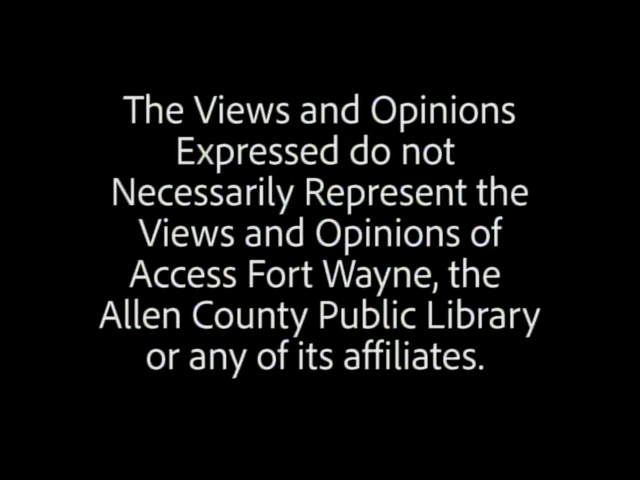 The Views and Opinions
Expressed do not
Necessarily Represent the
Views and Opinions of
Access Fort Wayne, the
Allen County Public Library
or any of its affiliates.